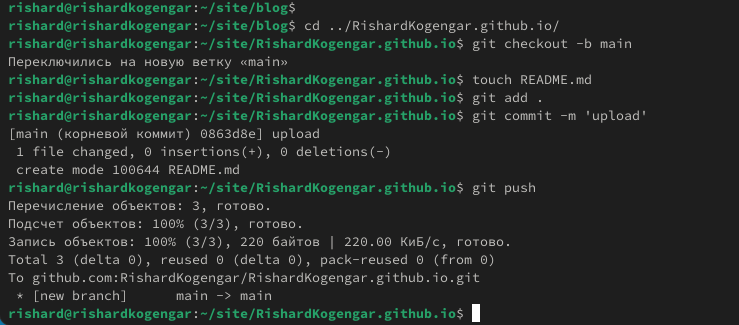 rishard@rishardkogengar:~/site/blog$
rishard@rishardkogengar:~/site/blog$ cd ../RishardKogengar.github.io/
rishard@rishardkogengar:~/site/RishardKogengar.github.io$ git checkout -b main
Переключились на новую ветку «main»
rishard@rishardkogengar:~/site/RishardKogengar.github.io$ touch README.md
rishard@rishardkogengar:~/site/RishardKogengar.github.io$ git add .
rishard@rishardkogengar:~/site/RishardKogengar.github.io$ git commit -m 'upload'
[main (корневой коммит) 0863d8e] upload
 1 file changed, 0 insertions(+), 0 deletions(-)
 create mode 100644 README.md
rishard@rishardkogengar:~/site/RishardKogengar.github.io$ git push
Перечисление объектов: 3, готово.
Подсчет объектов: 100% (3/3), готово.
Запись объектов: 100% (3/3), 220 байтов | 220.00 КиБ/с, готово.
Total 3 (delta 0), reused 0 (delta 0), pack-reused 0 (from 0)
To github.com:RishardKogengar/RishardKogengar.github.io.git
 * [new branch]      main -> main
rishard@rishardkogengar:~/site/RishardKogengar.github.io$